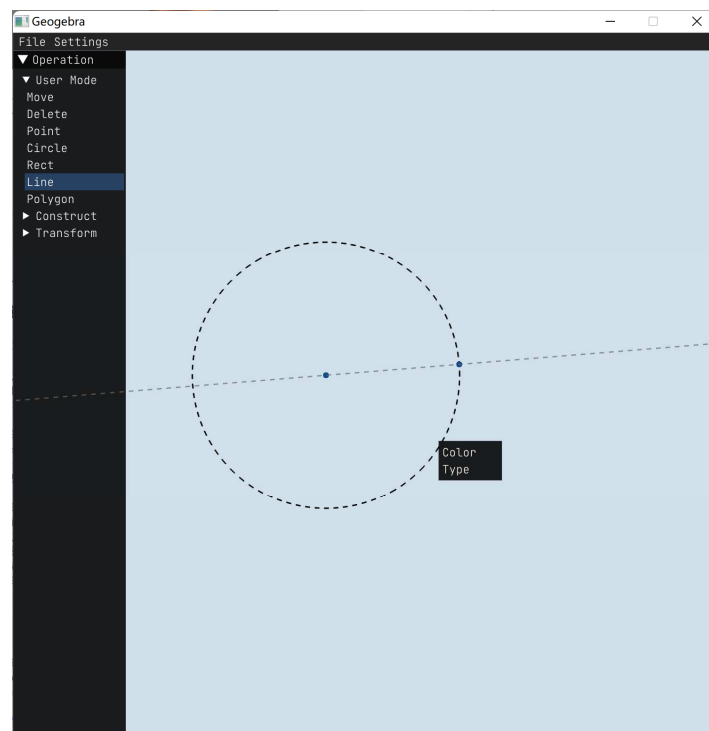 Geogebra
File Settings
Operation
User Mode
Move
Delete
Point
Circle
Rect
Line
Polygon
Construct
Transform
Color
Type